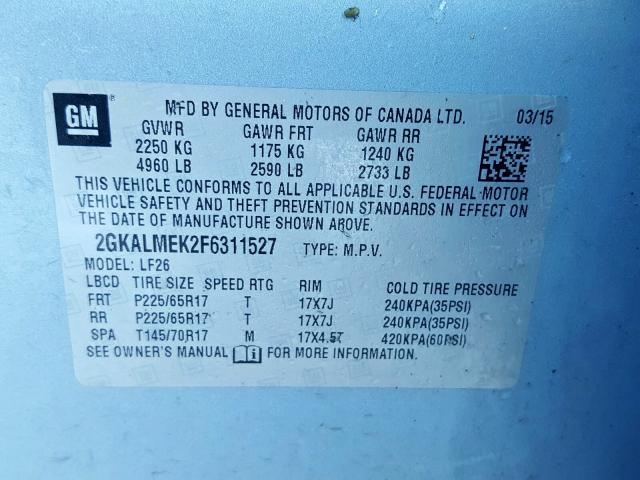 GM ®
MFD BY GENERAL MOTORS OF CANADA LTD. 03/15
GVWR GAWR FRT GAWR RR
2250 KG 1175 KG 1240 KG
4960 LB 2590 LB 2733 LB
THIS VEHICLE CONFORMS TO ALL APPLICABLE U.S. FEDERAL MOTOR
VEHICLE SAFETY AND THEFT PREVENTION STANDARDS IN EFFECT ON
THE DATE OF MANUFACTURE SHOWN ABOVE.
2GKALMEK2F6311527 TYPE: M.P.V.
MODEL: LF26
LBCD TIRE SIZE SPEED RTG RIM COLD TIRE PRESSURE
FRT P225/65R17 T 17X7J 240KPA(35PSI)
RR P225/65R17 T 17X7J 240KPA(35PSI)
SPA T145/70R17 M 17X4.5T 420KPA(60PSI)
SEE OWNER'S MANUAL FOR MORE INFORMATION.